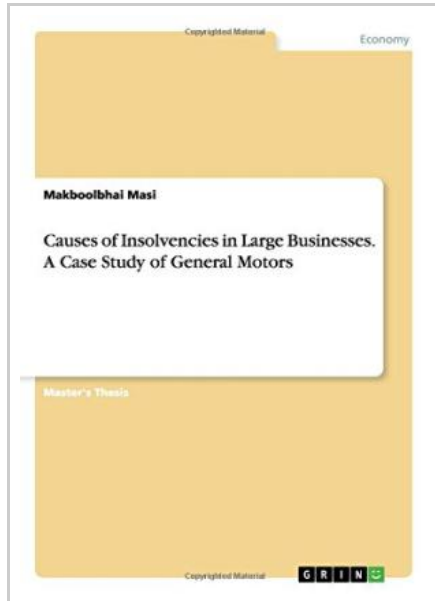 Copyrighted Material
Economy
Makboolbhai Masi
Causes of Insolvencies in Large Businesses.
A Case Study of General Motors
Master's Thesis
Copyrighted Material
GRIN